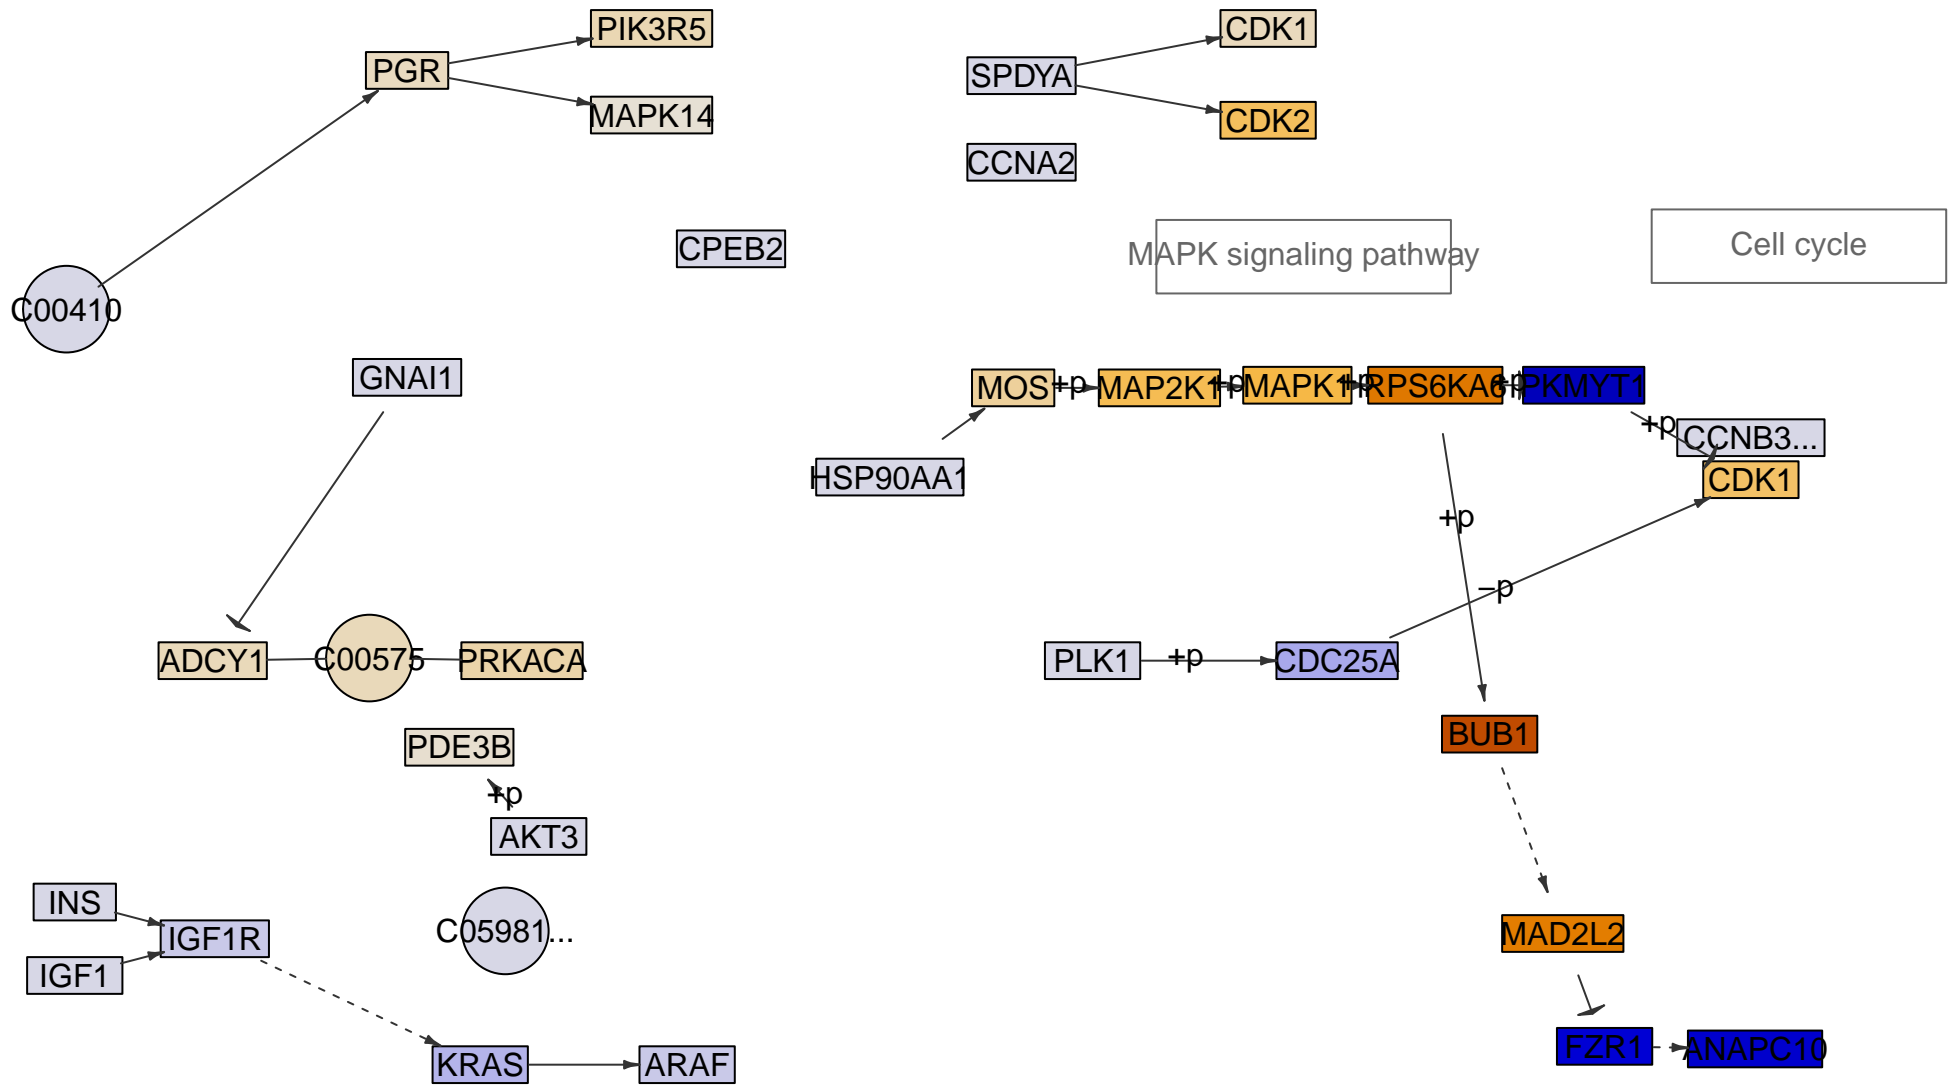 PIK3R5
CDK1
PGR
SPDYA
MAPK14
CDK2
CCNA2
CPEB2
MAPK signaling pathway
Cell cycle
C00410
GNAI1
MOS
+p
MAP2K1
+p
MAPK1
+p
RPS6KA6
+p
PKMYT1
+p
CCNB3...
HSP90AA1
CDK1
+p
−p
ADCY1
C00575
PRKACA
PLK1
+p
CDC25A
BUB1
PDE3B
+p
AKT3
INS
IGF1R
C05981...
MAD2L2
IGF1
KRAS
ARAF
FZR1
ANAPC10